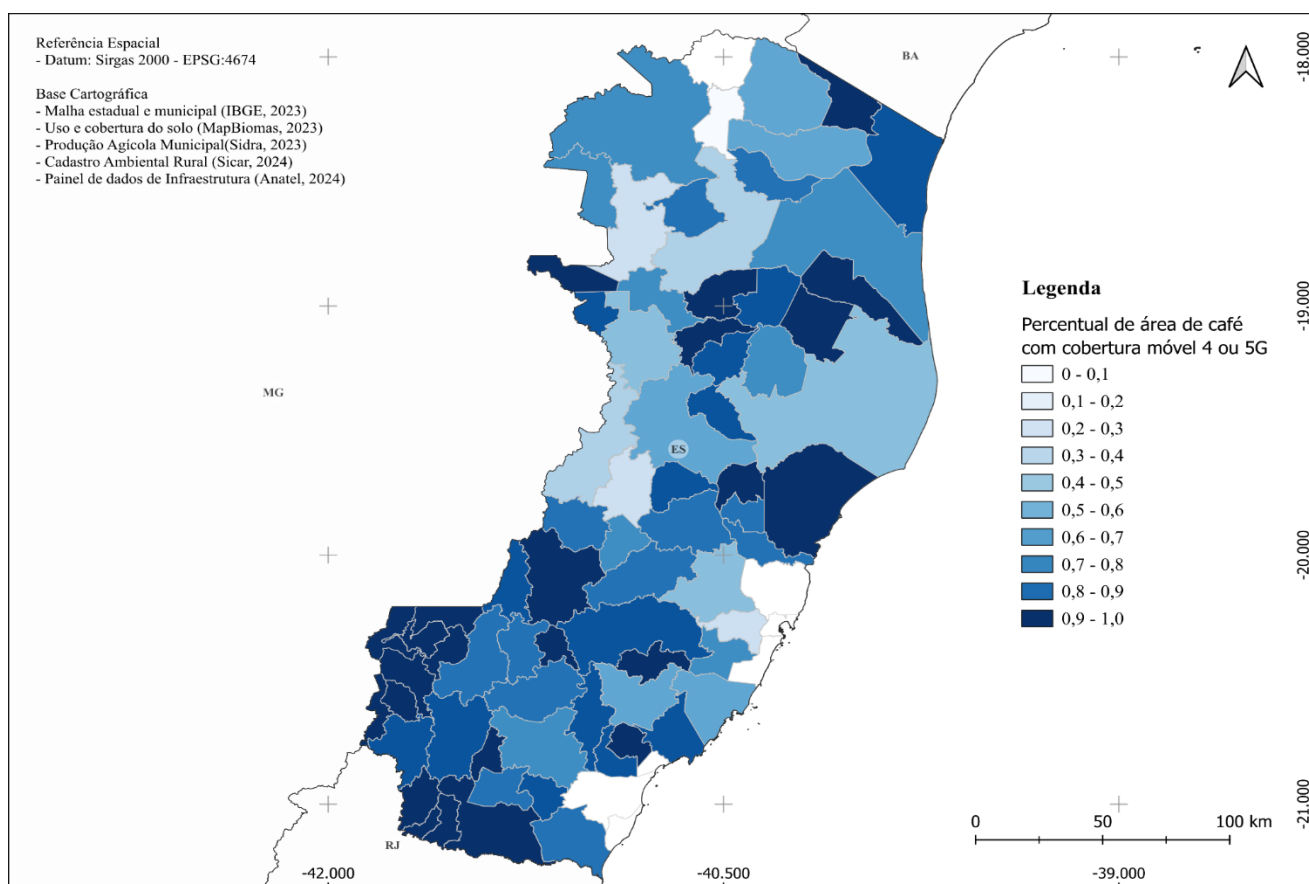 Referência Espacial
- Datum: Sirgas 2000 - EPSG:4674
Base Cartográfica
- Malha estadual e municipal (IBGE, 2023)
- Uso e cobertura do solo (MapBiomas, 2023)
- Produção Agícola Municipal(Sidra, 2023)
- Cadastro Ambiental Rural (Sicar, 2024)
- Painel de dados de Infraestrutura (Anatel, 2024)
BA
MG
ES
RJ
-18.000
-19.000
-20.000
-21.000
Legenda
Percentual de área de café
com cobertura móvel 4 ou 5G
0 - 0,1
0,1 - 0,2
0,2 - 0,3
0,3 - 0,4
0,4 - 0,5
0,5 - 0,6
0,6 - 0,7
0,7 - 0,8
0,8 - 0,9
0,9 - 1,0
0 50 100 km
-42.000 -40.500 -39.000